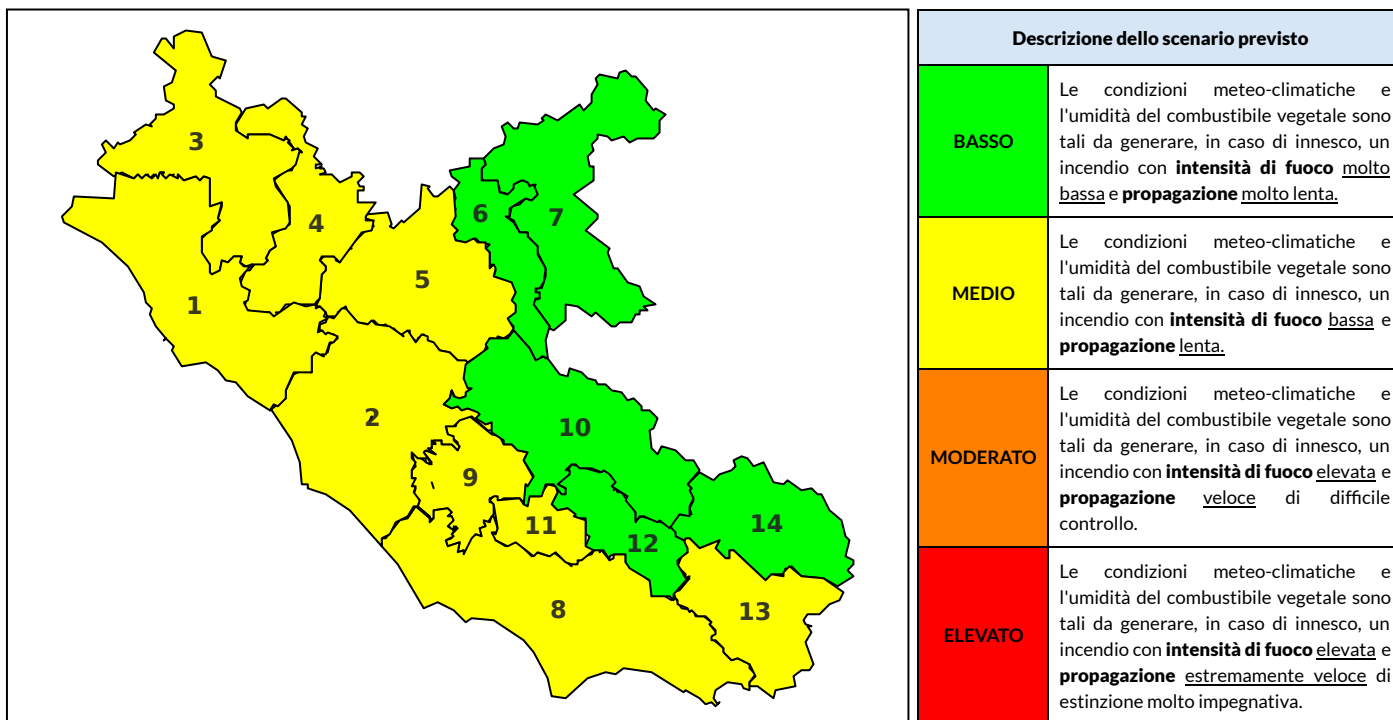 3
4
6
7
5
1
2
10
9
11
12
14
8
13
Descrizione dello scenario previsto
BASSO
Le condizioni meteo-climatiche e
l'umidità del combustibile vegetale sono
tali da generare, in caso di innesco, un
incendio con intensità di fuoco molto
bassa e propagazione molto lenta.
MEDIO
Le condizioni meteo-climatiche e
l'umidità del combustibile vegetale sono
tali da generare, in caso di innesco, un
incendio con intensità di fuoco bassa e
propagazione lenta.
MODERATO
Le condizioni meteo-climatiche e
l'umidità del combustibile vegetale sono
tali da generare, in caso di innesco, un
incendio con intensità di fuoco elevata e
propagazione veloce di difficile
controllo.
ELEVATO
Le condizioni meteo-climatiche e
l'umidità del combustibile vegetale sono
tali da generare, in caso di innesco, un
incendio con intensità di fuoco elevata e
propagazione estremamente veloce di
estinzione molto impegnativa.